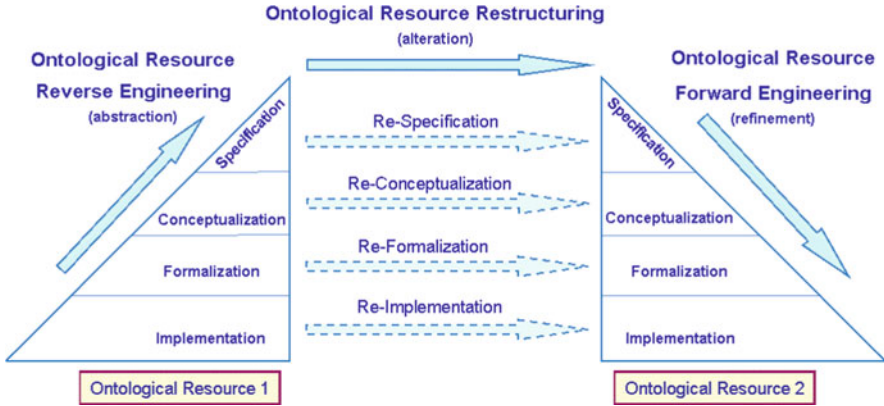 Ontological Resource Restructuring
(alteration)
Ontological Resource
Reverse Engineering
(abstraction)
Ontological Resource
Forward Engineering
(refinement)
Specification
Re-Specification
Specification
Conceptualization
Re-Conceptualization
Conceptualization
Formalization
Re-Formalization
Formalization
Implementation
Re-Implementation
Implementation
Ontological Resource 1
Ontological Resource 2